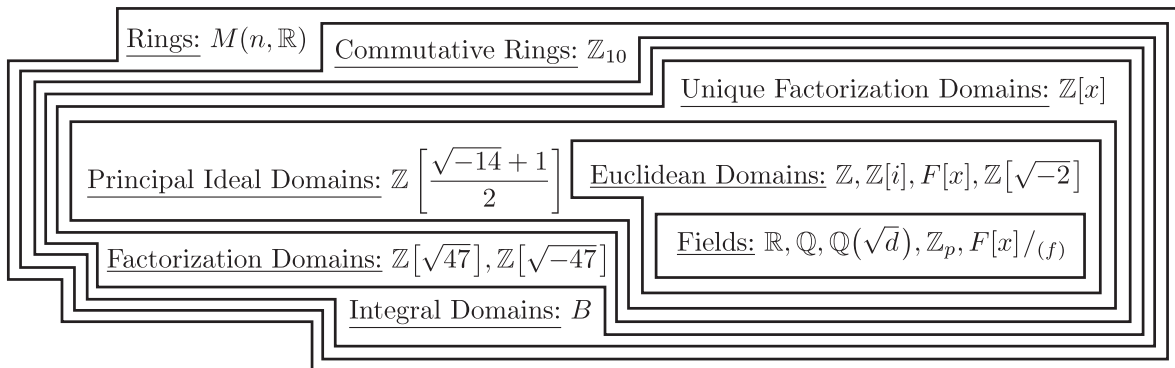 Rings: M(n, ℝ)
Commutative Rings: ℤ₁₀
Unique Factorization Domains: ℤ[x]
Principal Ideal Domains: ℤ[(√−14 + 1)/2]
Euclidean Domains: ℤ, ℤ[i], F[x], ℤ[√−2]
Fields: ℝ, ℚ, ℚ(√d), ℤₚ, F[x]/(f)
Factorization Domains: ℤ[√47], ℤ[√−47]
Integral Domains: B